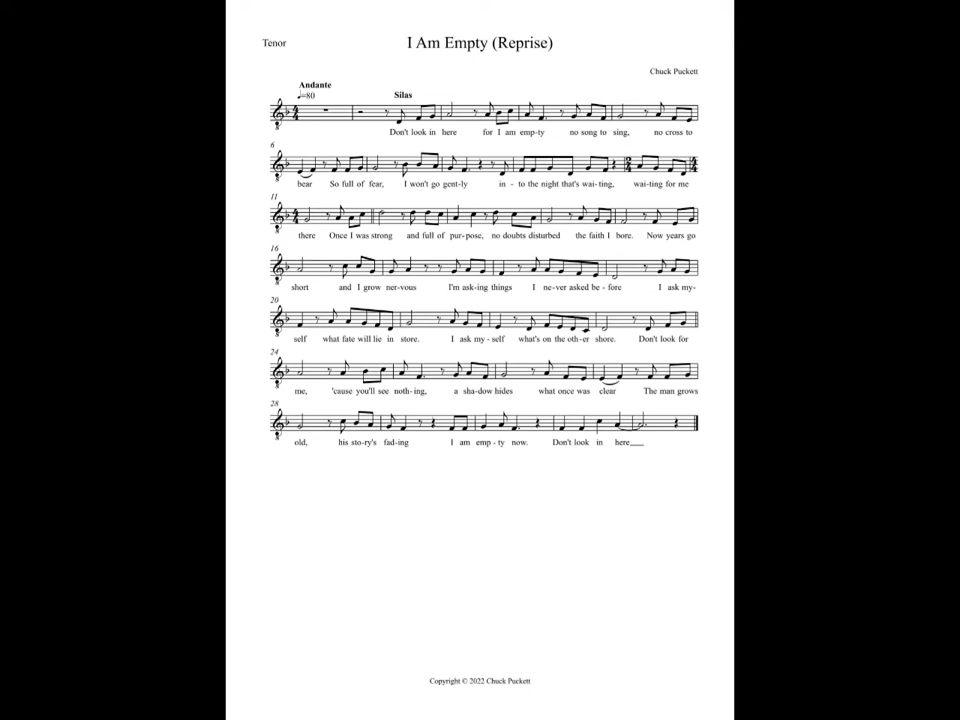 Tenor
I Am Empty (Reprise)
Chuck Puckett
Andante
♩=80
Silas
Don't look in here for I am emp-ty no song to sing, no cross to
6
bear So full of fear, I won't go gent-ly in - to the night that's wai-ting, wai-ting for me
11
there Once I was strong and full of pur-pose, no doubts disturbed the faith I bore. Now years go
16
short and I grow ner-vous I'm ask-ing things I ne-ver asked be - fore I ask my-
20
self what fate will lie in store. I ask my - self what's on the oth-er shore. Don't look for
24
me, 'cause you'll see noth-ing, a sha-dow hides what once was clear The man grows
28
old, his sto-ry's fad-ing I am emp - ty now. Don't look in here___
Copyright © 2022 Chuck Puckett